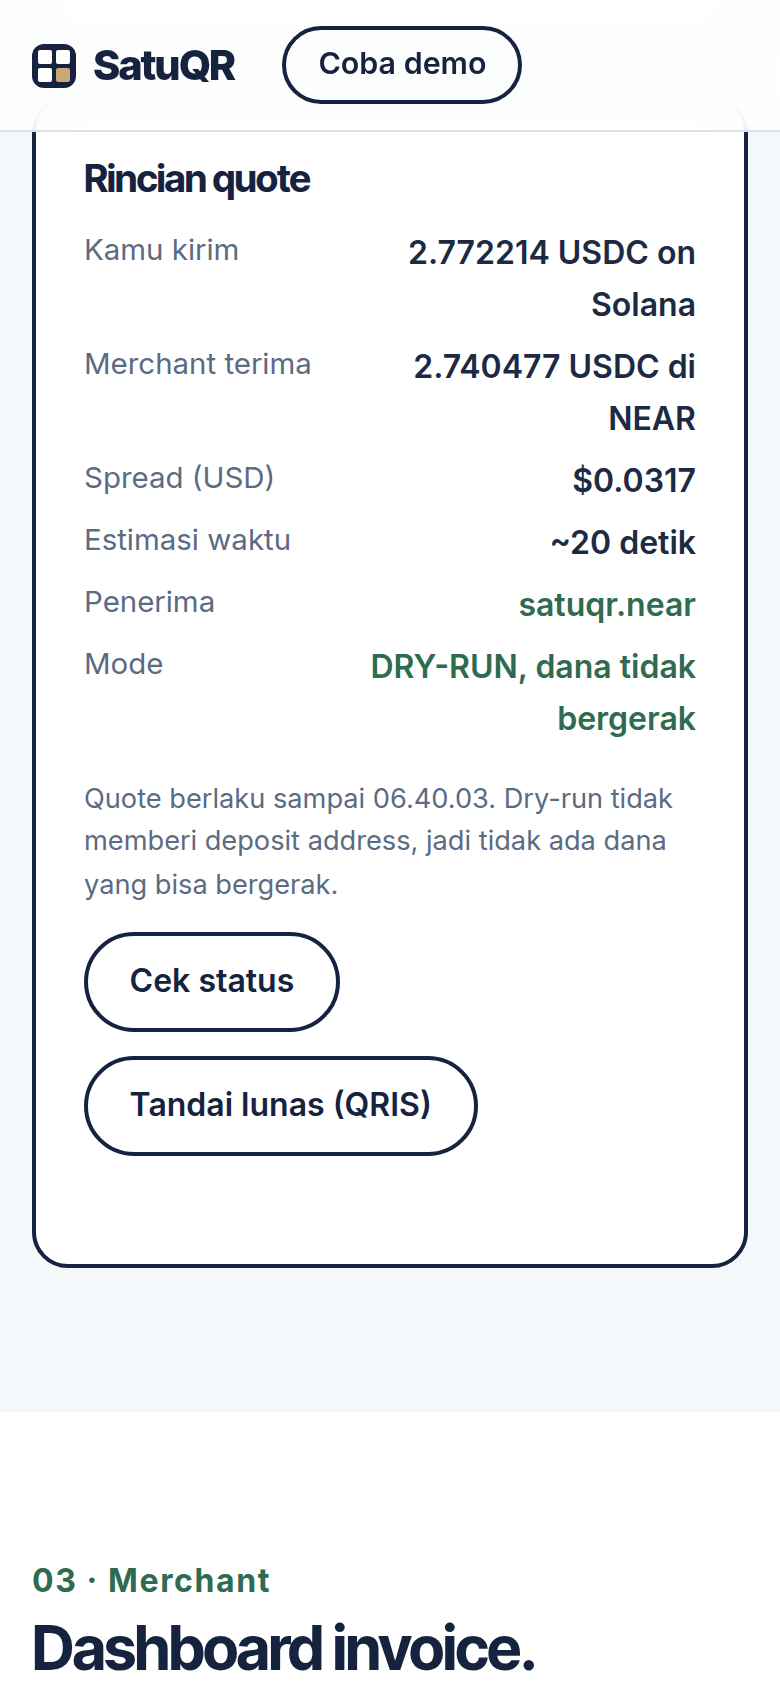 SatuQR
Coba demo
Rincian quote
Kamu kirim
2.772214 USDC on
Solana
Merchant terima
2.740477 USDC di
NEAR
Spread (USD)
$0.0317
Estimasi waktu
~20 detik
Penerima
satuqr.near
Mode
DRY-RUN, dana tidak
bergerak
Quote berlaku sampai 06.40.03. Dry-run tidak
memberi deposit address, jadi tidak ada dana
yang bisa bergerak.
Cek status
Tandai lunas (QRIS)
03 · Merchant
Dashboard invoice.